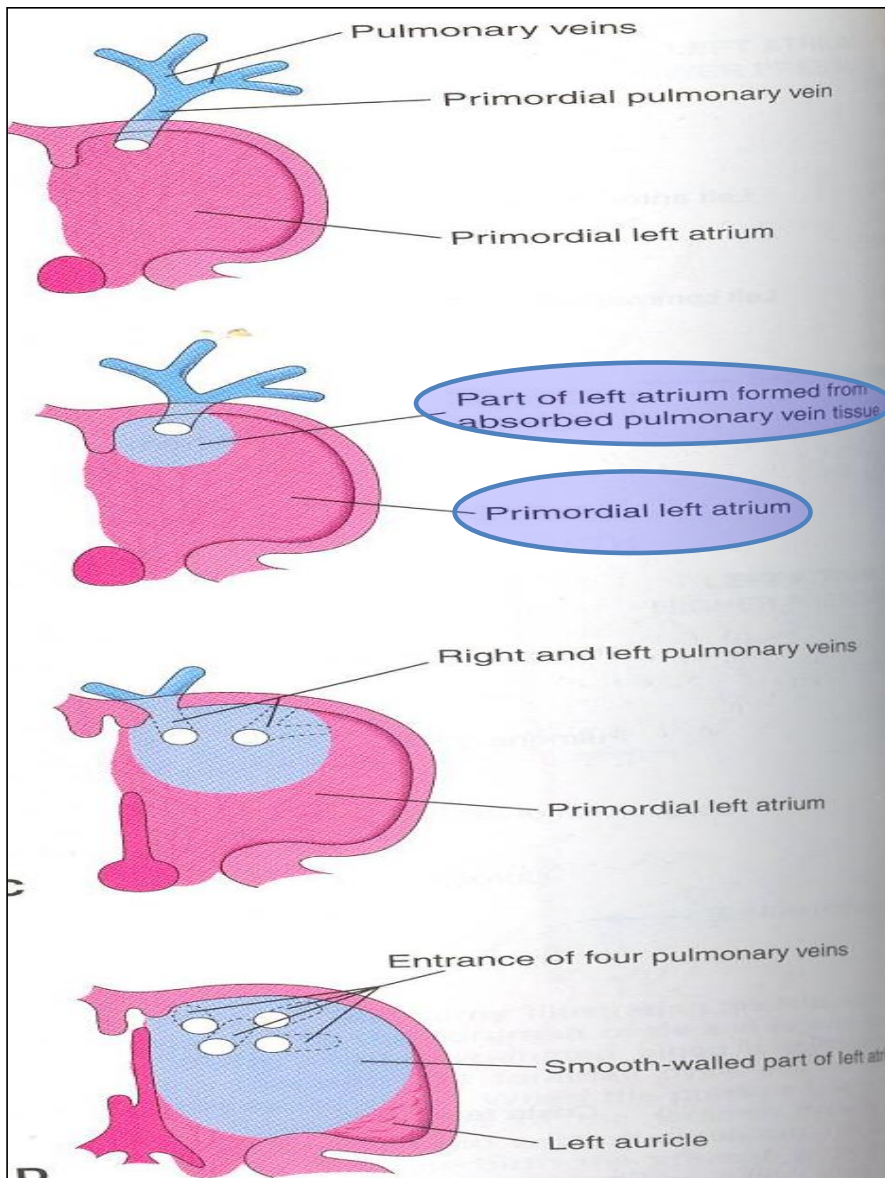 Pulmonary veins
Primordial pulmonary vein
Primordial left atrium
Part of left atrium formed from
absorbed pulmonary vein tissue
Primordial left atrium
Right and left pulmonary veins
Primordial left atrium
C
Entrance of four pulmonary veins
Smooth-walled part of left atri
Left auricle
D